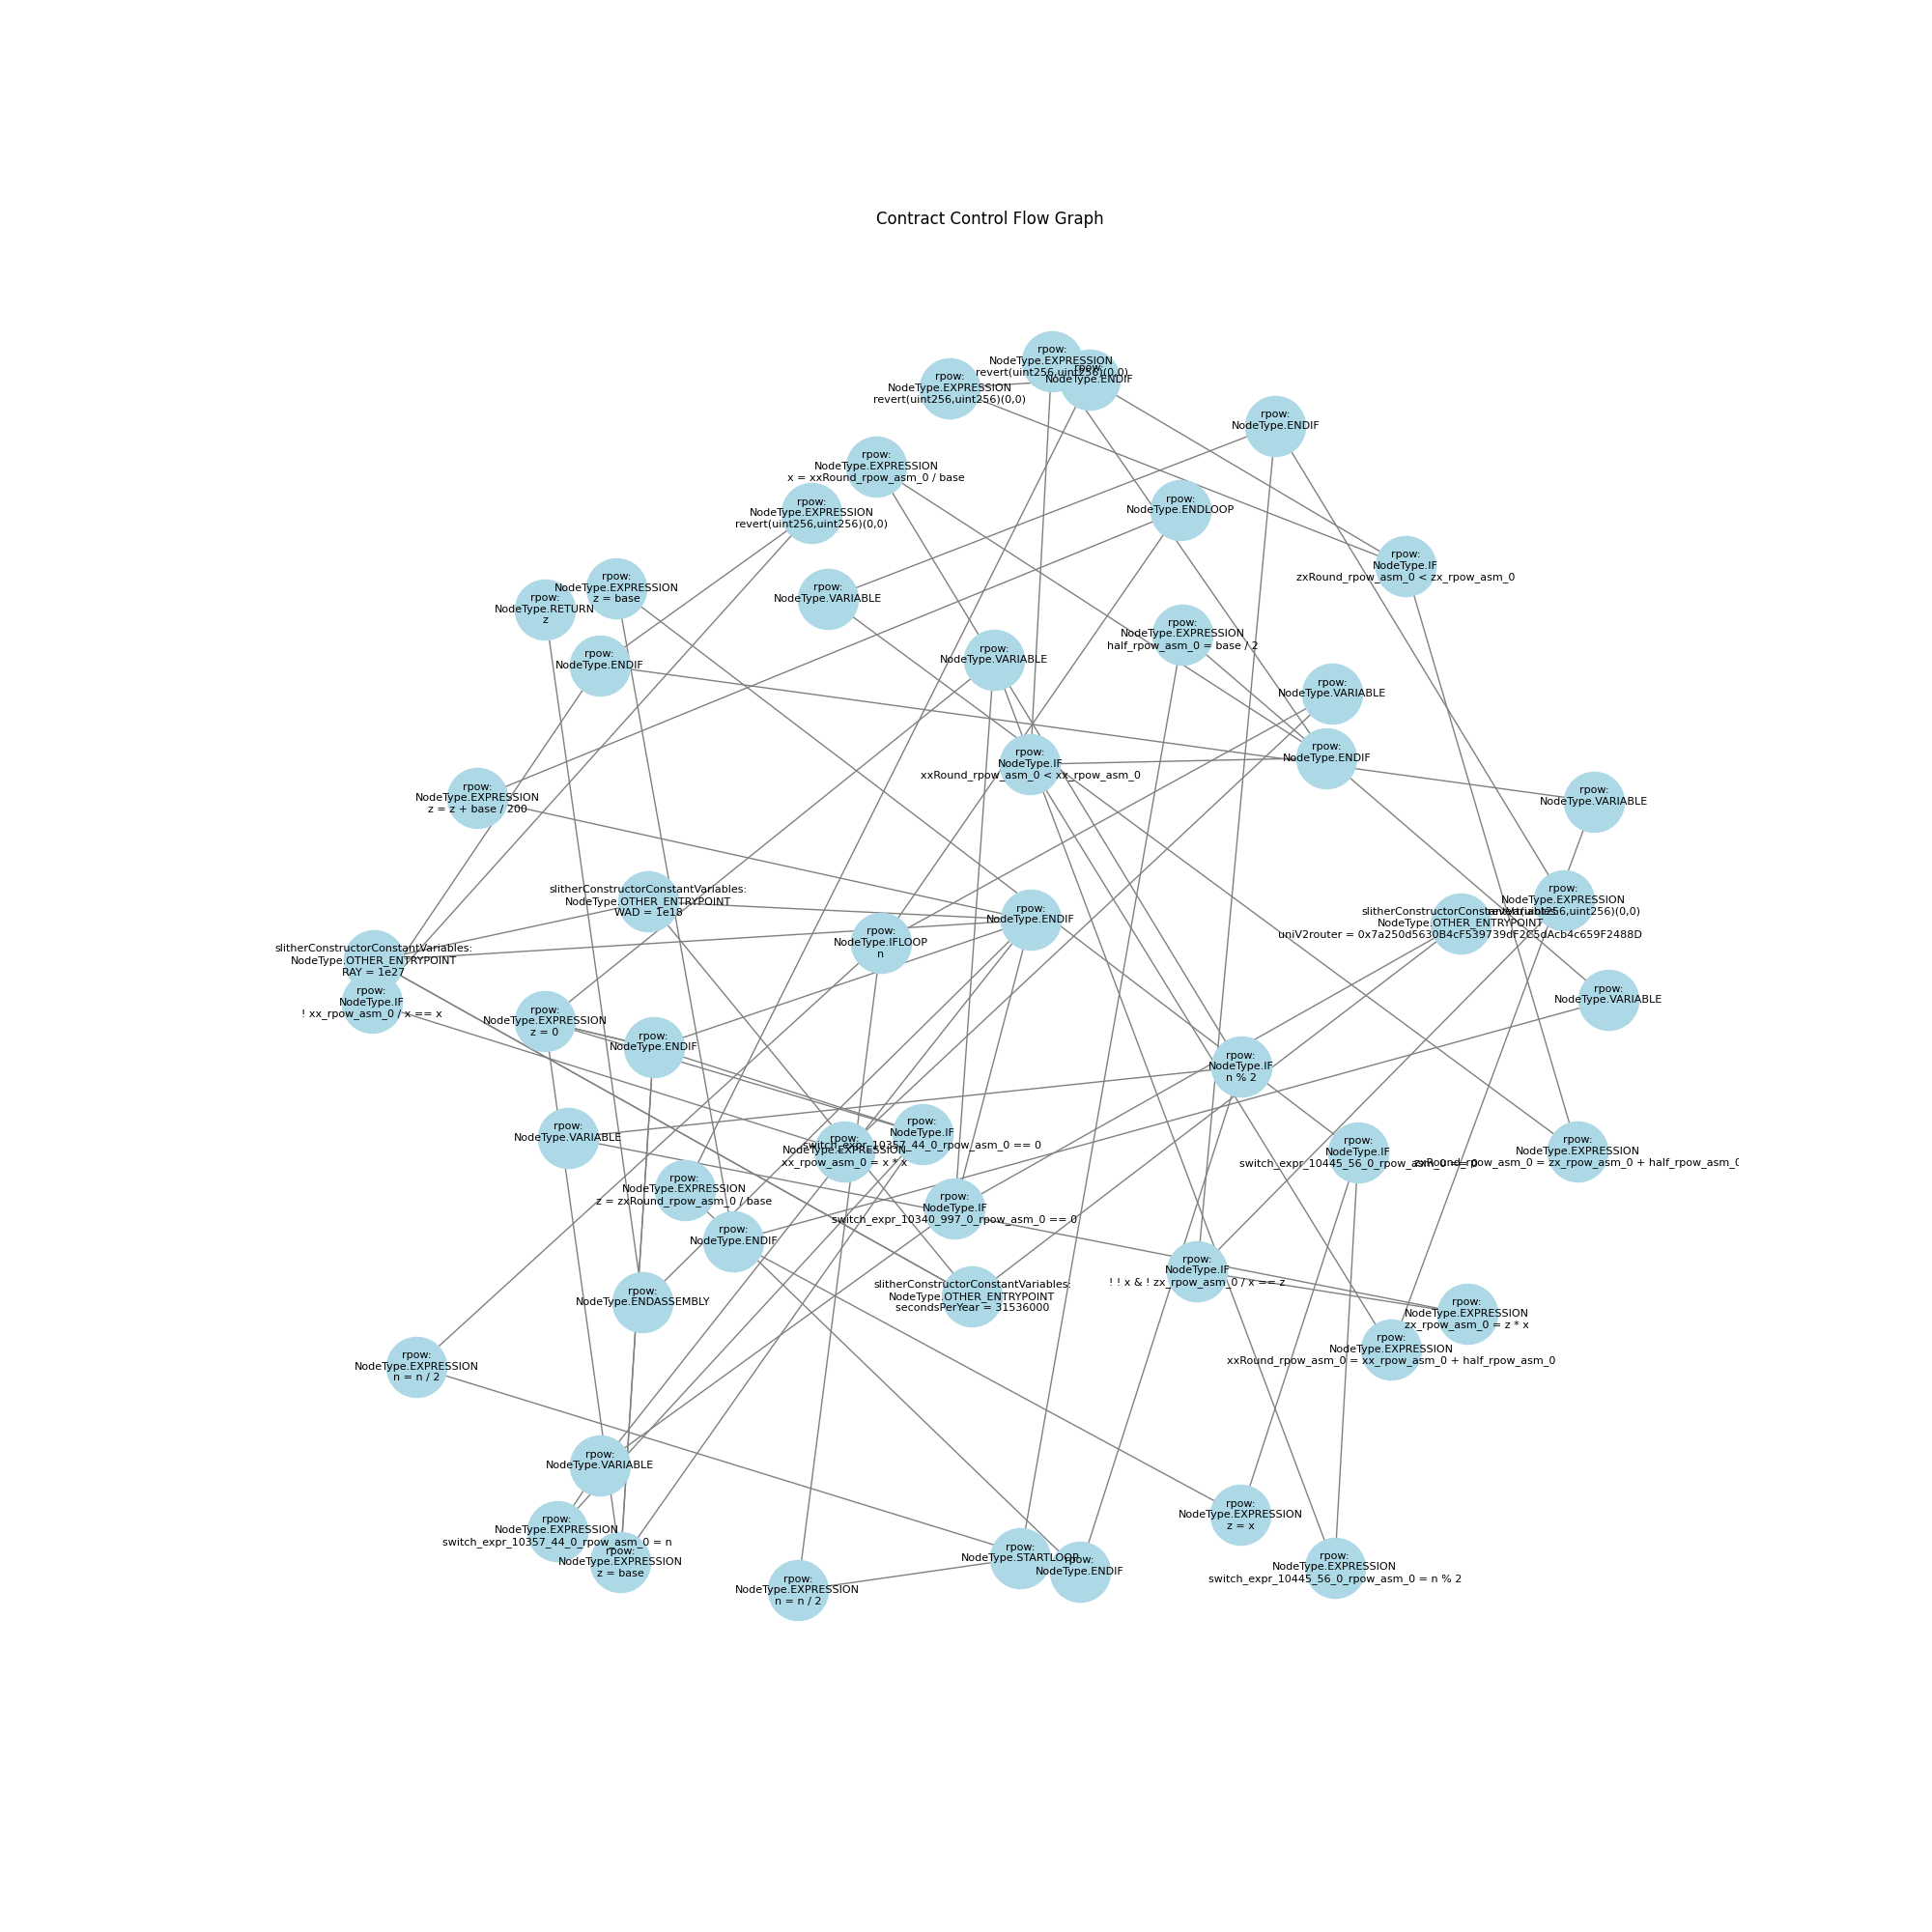 Contract Control Flow Graph
rpow:
NodeType.EXPRESSION
revert(uint256,uint256)(0,0)
rpow:
NodeType.ENDIF
rpow:
NodeType.EXPRESSION
revert(uint256,uint256)(0,0)
rpow:
NodeType.ENDIF
rpow:
NodeType.EXPRESSION
x = xxRound_rpow_asm_0 / base
rpow:
NodeType.EXPRESSION
revert(uint256,uint256)(0,0)
rpow:
NodeType.ENDLOOP
rpow:
NodeType.IF
zxRound_rpow_asm_0 < zx_rpow_asm_0
rpow:
NodeType.EXPRESSION
z = base
rpow:
NodeType.VARIABLE
rpow:
NodeType.RETURN
z
rpow:
NodeType.EXPRESSION
half_rpow_asm_0 = base / 2
rpow:
NodeType.ENDIF
rpow:
NodeType.VARIABLE
rpow:
NodeType.VARIABLE
rpow:
NodeType.IF
xxRound_rpow_asm_0 < xx_rpow_asm_0
rpow:
NodeType.ENDIF
rpow:
NodeType.EXPRESSION
z = z + base / 200
rpow:
NodeType.VARIABLE
slitherConstructorConstantVariables:
NodeType.OTHER_ENTRYPOINT
WAD = 1e18
rpow:
NodeType.ENDIF
rpow:
NodeType.EXPRESSION
revert(uint256,uint256)(0,0)
slitherConstructorConstantVariables:
NodeType.OTHER_ENTRYPOINT
uniV2router = 0x7a250d5630B4cF539739dF2C5dAcb4c659F2488D
rpow:
NodeType.IFLOOP
n
slitherConstructorConstantVariables:
NodeType.OTHER_ENTRYPOINT
RAY = 1e27
rpow:
NodeType.IF
! xx_rpow_asm_0 / x == x
rpow:
NodeType.VARIABLE
rpow:
NodeType.EXPRESSION
z = 0
rpow:
NodeType.ENDIF
rpow:
NodeType.IF
n % 2
rpow:
NodeType.VARIABLE
rpow:
NodeType.IF
switch_expr_10357_44_0_rpow_asm_0 == 0
rpow:
NodeType.EXPRESSION
xx_rpow_asm_0 = x * x
rpow:
NodeType.IF
switch_expr_10445_56_0_rpow_asm_0 == 0
rpow:
NodeType.EXPRESSION
zxRound_rpow_asm_0 = zx_rpow_asm_0 + half_rpow_asm_0
rpow:
NodeType.EXPRESSION
z = zxRound_rpow_asm_0 / base
rpow:
NodeType.IF
switch_expr_10340_997_0_rpow_asm_0 == 0
rpow:
NodeType.ENDIF
rpow:
NodeType.IF
! ! x & ! zx_rpow_asm_0 / x == z
slitherConstructorConstantVariables:
NodeType.OTHER_ENTRYPOINT
secondsPerYear = 31536000
rpow:
NodeType.ENDASSEMBLY
rpow:
NodeType.EXPRESSION
zx_rpow_asm_0 = z * x
rpow:
NodeType.EXPRESSION
xxRound_rpow_asm_0 = xx_rpow_asm_0 + half_rpow_asm_0
rpow:
NodeType.EXPRESSION
n = n / 2
rpow:
NodeType.VARIABLE
rpow:
NodeType.EXPRESSION
z = x
rpow:
NodeType.EXPRESSION
switch_expr_10357_44_0_rpow_asm_0 = n
rpow:
NodeType.EXPRESSION
z = base
rpow:
NodeType.STARTLOOP
rpow:
NodeType.ENDIF
rpow:
NodeType.EXPRESSION
switch_expr_10445_56_0_rpow_asm_0 = n % 2
rpow:
NodeType.EXPRESSION
n = n / 2